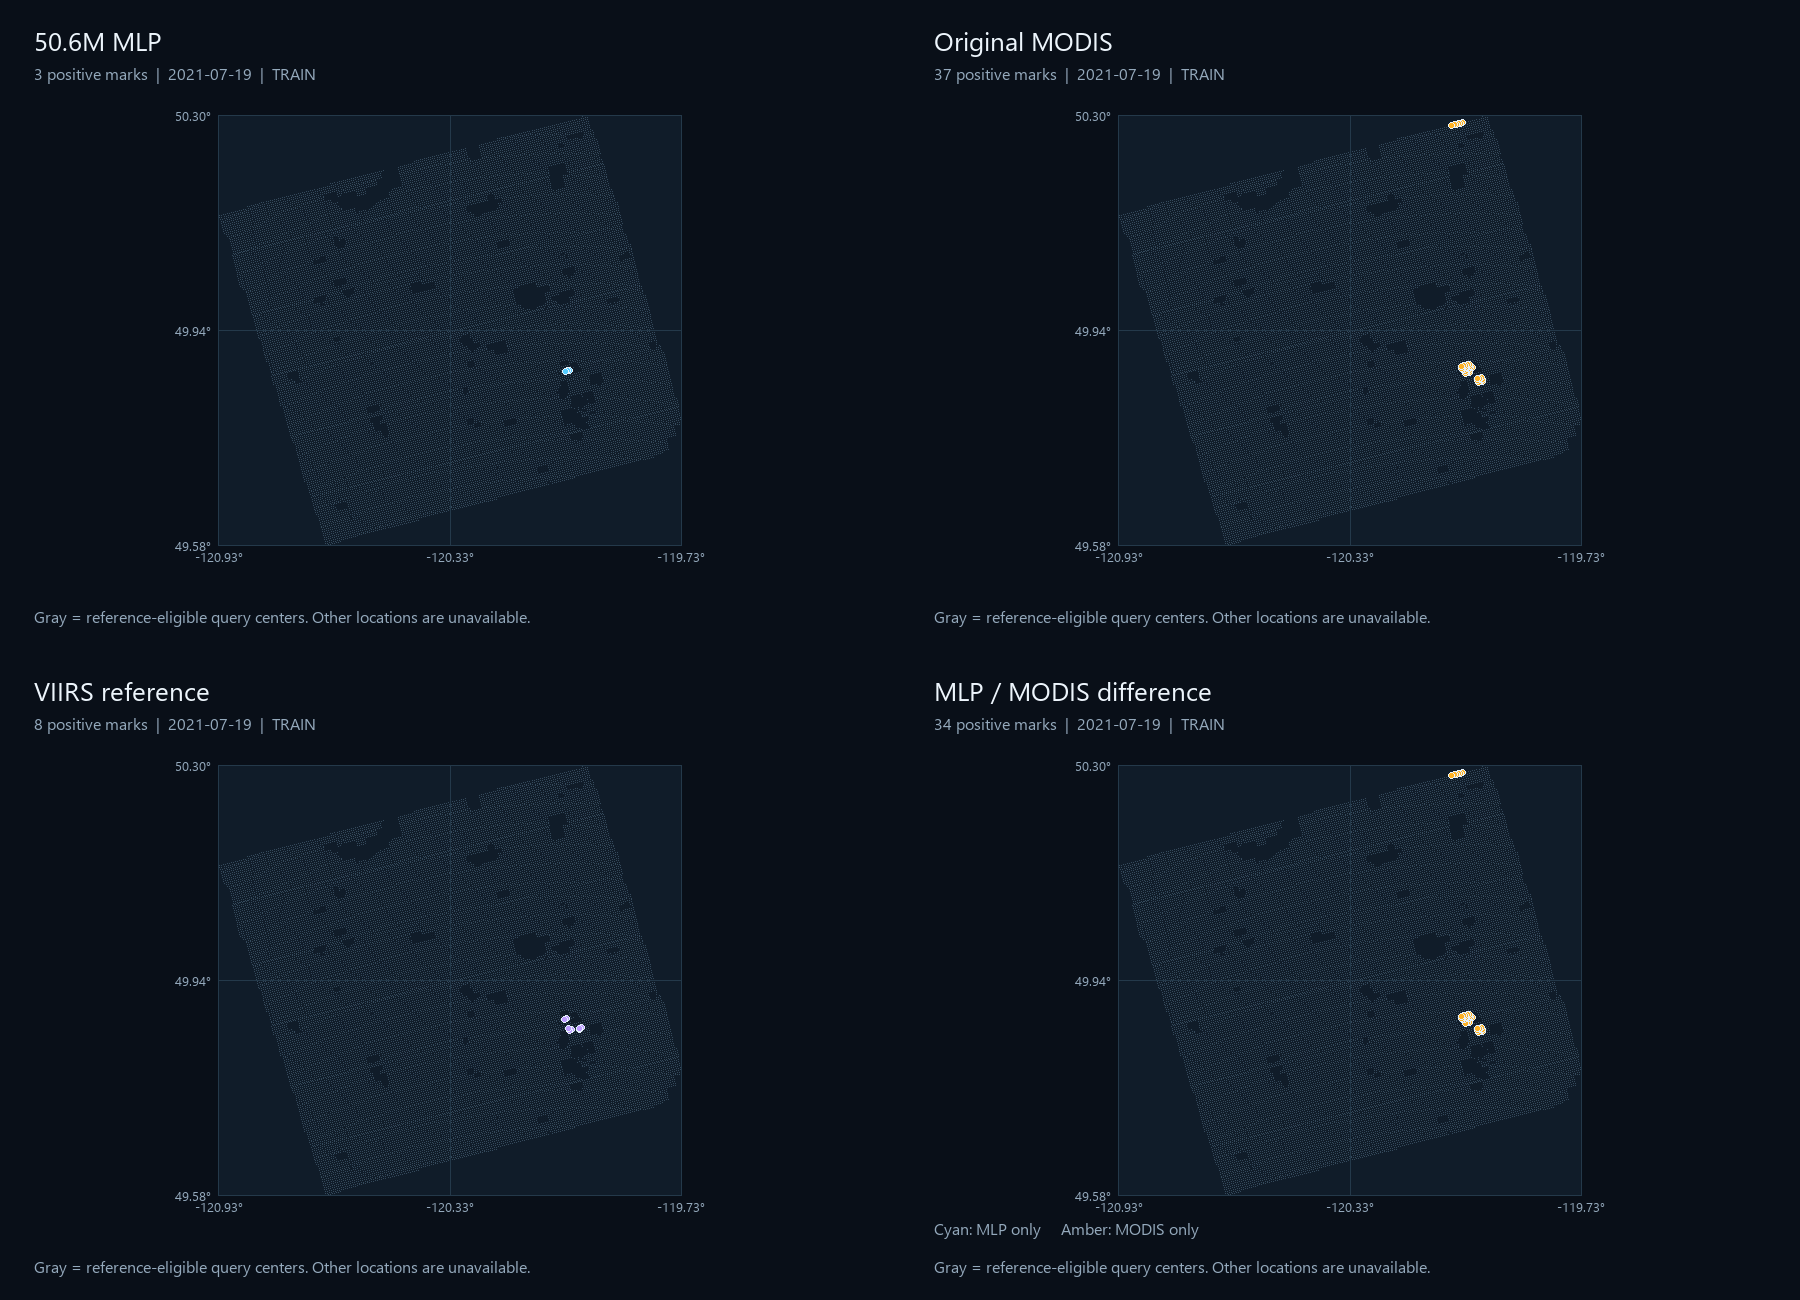 50.6M MLP
3 positive marks | 2021-07-19 | TRAIN
50.30°
49.94°
49.58°
-120.93°
-120.33°
-119.73°
Gray = reference-eligible query centers. Other locations are unavailable.
Original MODIS
37 positive marks | 2021-07-19 | TRAIN
50.30°
49.94°
49.58°
-120.93°
-120.33°
-119.73°
Gray = reference-eligible query centers. Other locations are unavailable.
VIIRS reference
8 positive marks | 2021-07-19 | TRAIN
50.30°
49.94°
49.58°
-120.93°
-120.33°
-119.73°
Gray = reference-eligible query centers. Other locations are unavailable.
MLP / MODIS difference
34 positive marks | 2021-07-19 | TRAIN
50.30°
49.94°
49.58°
-120.93°
-120.33°
-119.73°
Cyan: MLP only Amber: MODIS only
Gray = reference-eligible query centers. Other locations are unavailable.